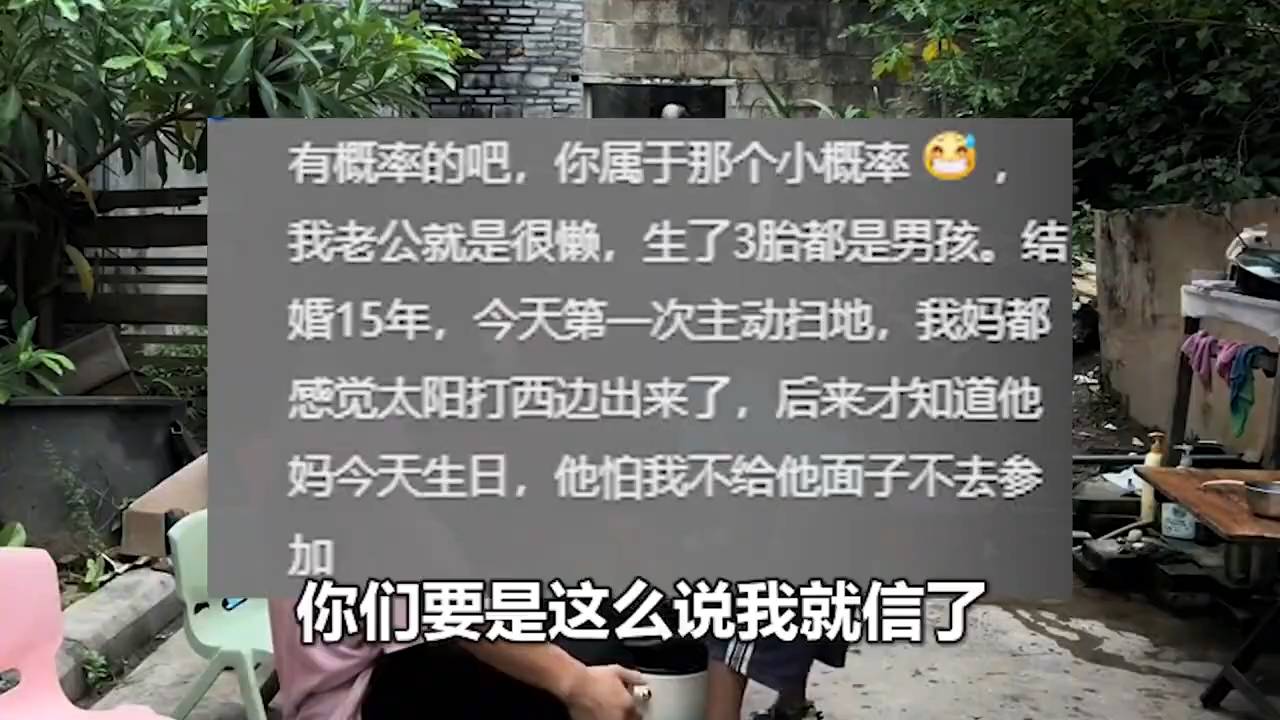 有概率的吧，你属于那个小概率😅，
我老公就是很懒，生了3胎都是男孩。结
婚15年，今天第一次主动扫地，我妈都
感觉太阳打西边出来了，后来才知道他
妈今天生日，他怕我不给他面子不去参
加
你们要是这么说我就信了